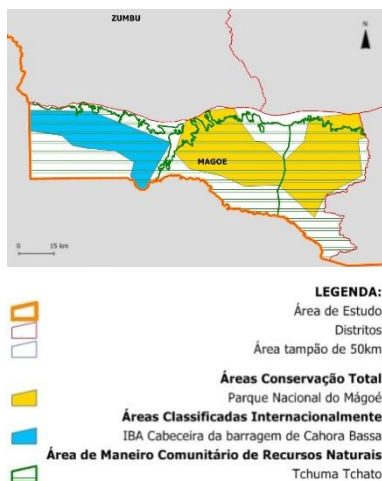 ZUMBU
N
MAGOE
0 15 km
LEGENDA:
Área de Estudo
Distritos
Área tampão de 50km
Áreas Conservação Total
Parque Nacional do Mágoé
Áreas Classificadas Internacionalmente
IBA Cabeceira da barragem de Cahora Bassa
Área de Maneiro Comunitário de Recursos Naturais
Tchuma Tchato